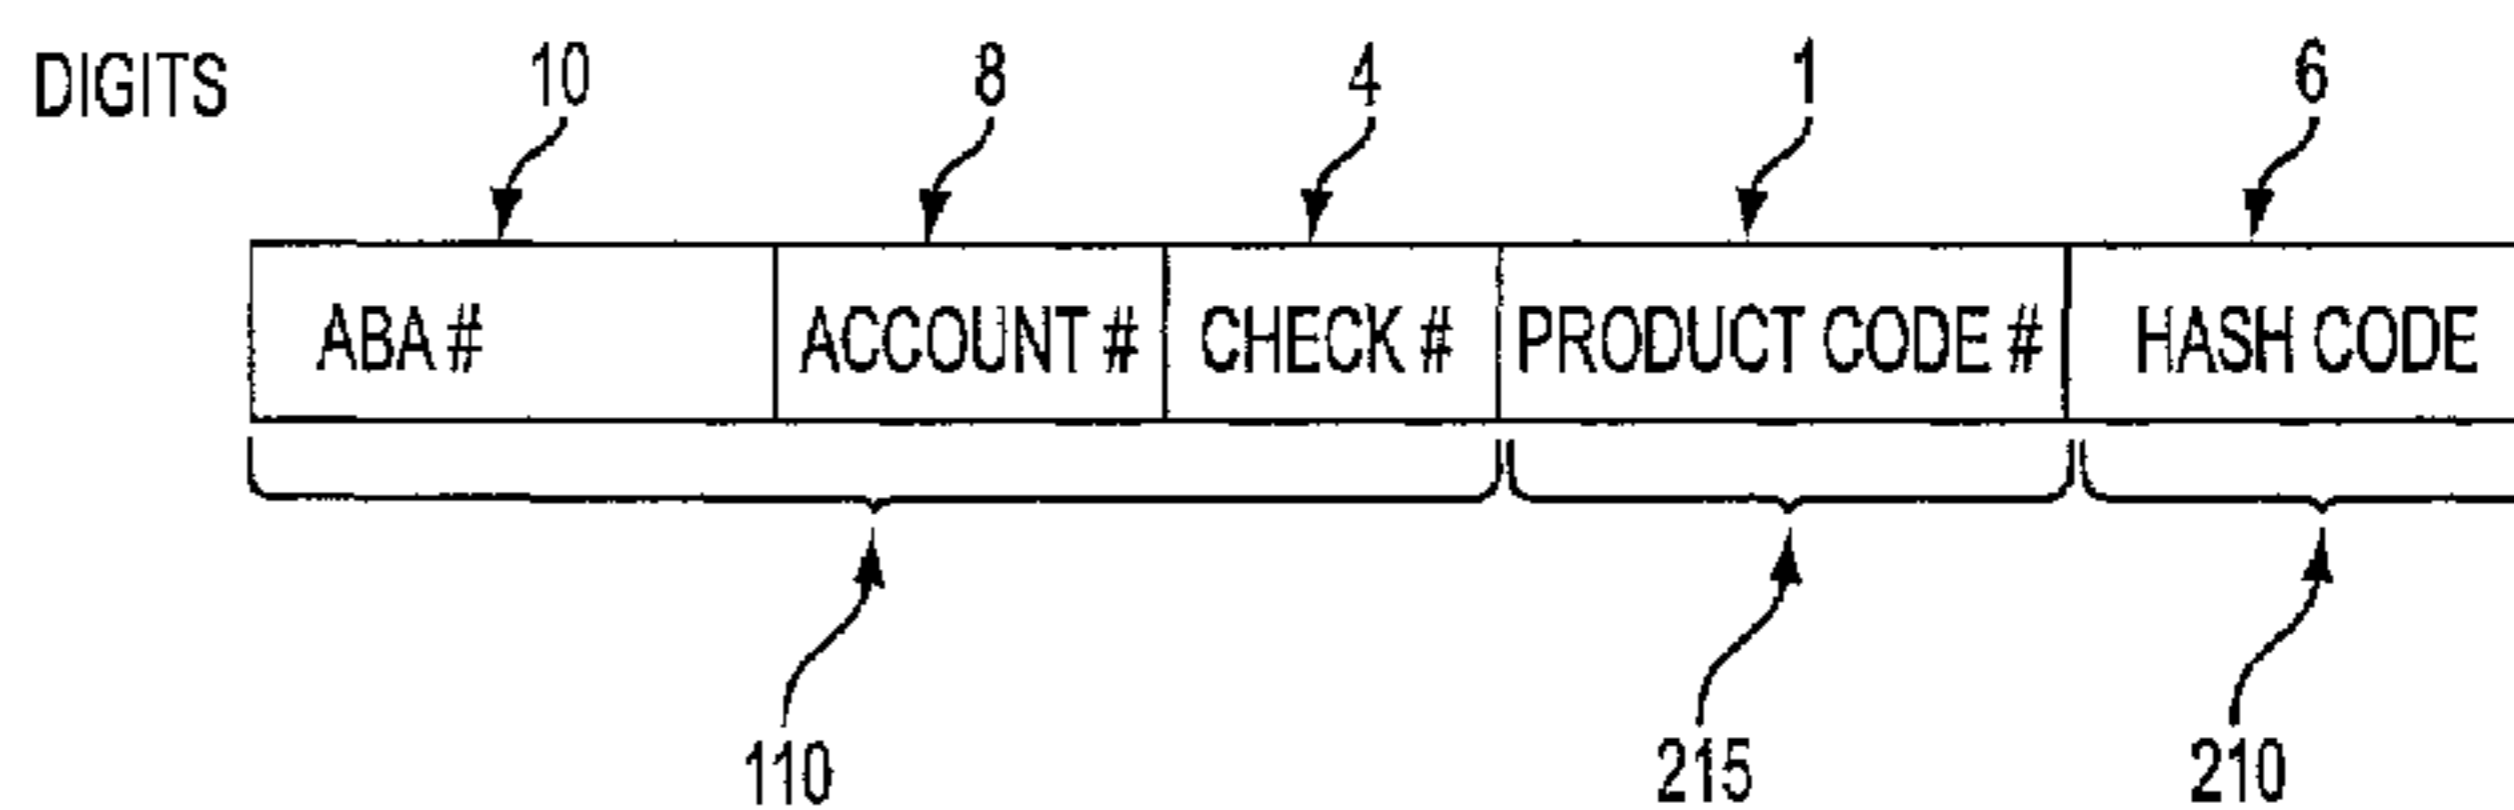 DIGITS 10 8 4 1 6
ABA # ACCOUNT # CHECK # PRODUCT CODE # HASH CODE
110 215 210